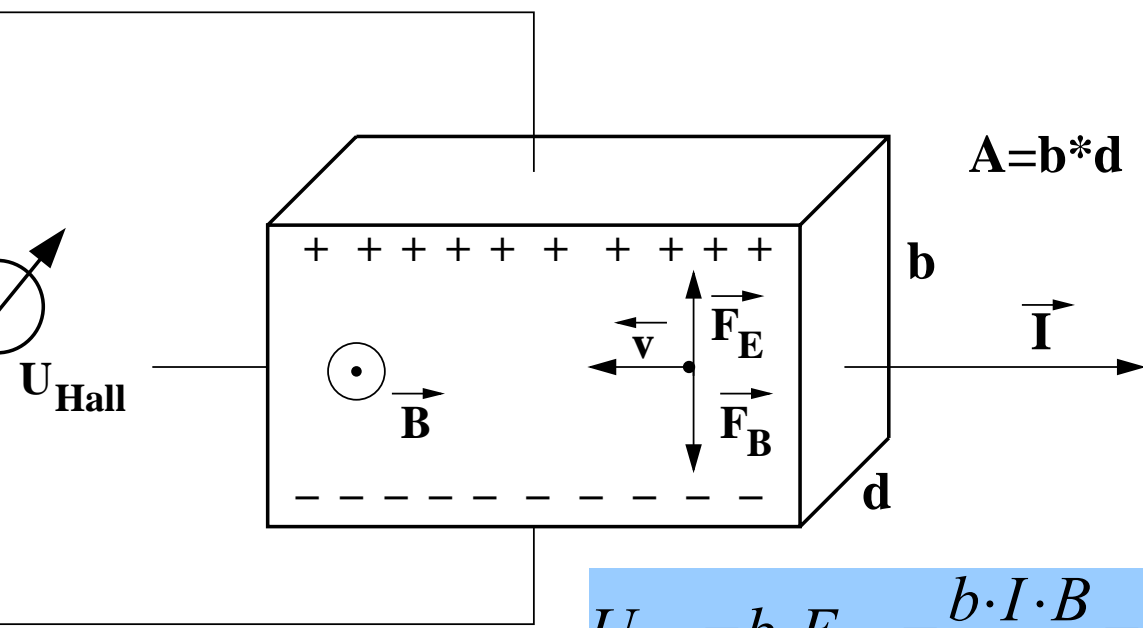 A=b*d
+ + + + + + + + + +
b
I
v
F_E
U_Hall
B
F_B
– – – – – – – – – –
d
b·I·B